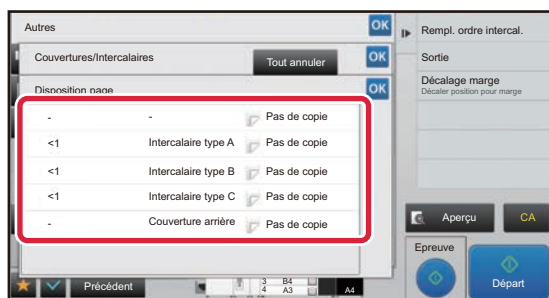 Autres
OK
Couvertures/Intercalaires
Tout annuler
OK
Disposition page
OK
- - Pas de copie
<1 Intercalaire type A Pas de copie
<1 Intercalaire type B Pas de copie
<1 Intercalaire type C Pas de copie
- Couverture arrière Pas de copie
Précédent
3 B4
4 A3
A4
Rempl. ordre intercal.
Sortie
Décalage marge
Décaler position pour marge
Aperçu
CA
Epreuve
Départ